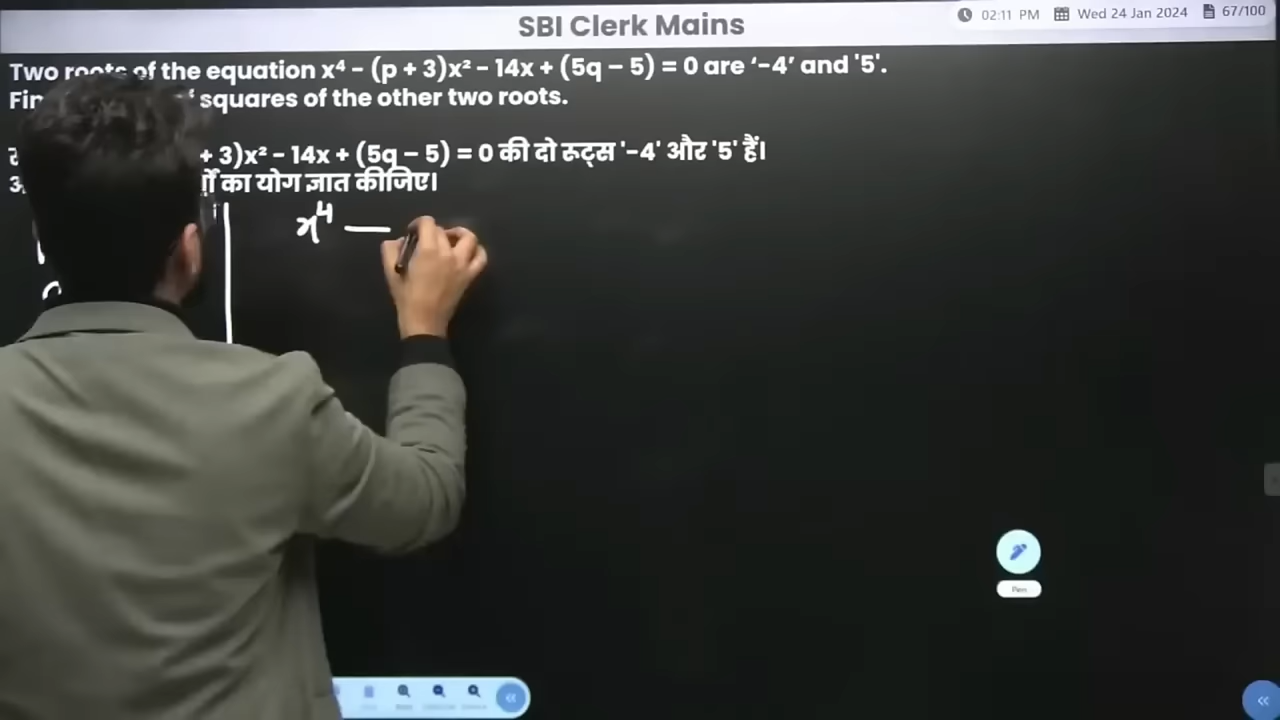 SBI Clerk Mains
02:11 PM Wed 24 Jan 2024 67/100
Two roots of the equation x⁴ – (p + 3)x² – 14x + (5q – 5) = 0 are ‘-4’ and '5'.
squares of the other two roots.
+ 3)x² – 14x + (5q – 5) = 0 की दो रूट्स '-4' और '5' हैं।
का योग ज्ञात कीजिए।
x⁴ —
Pen